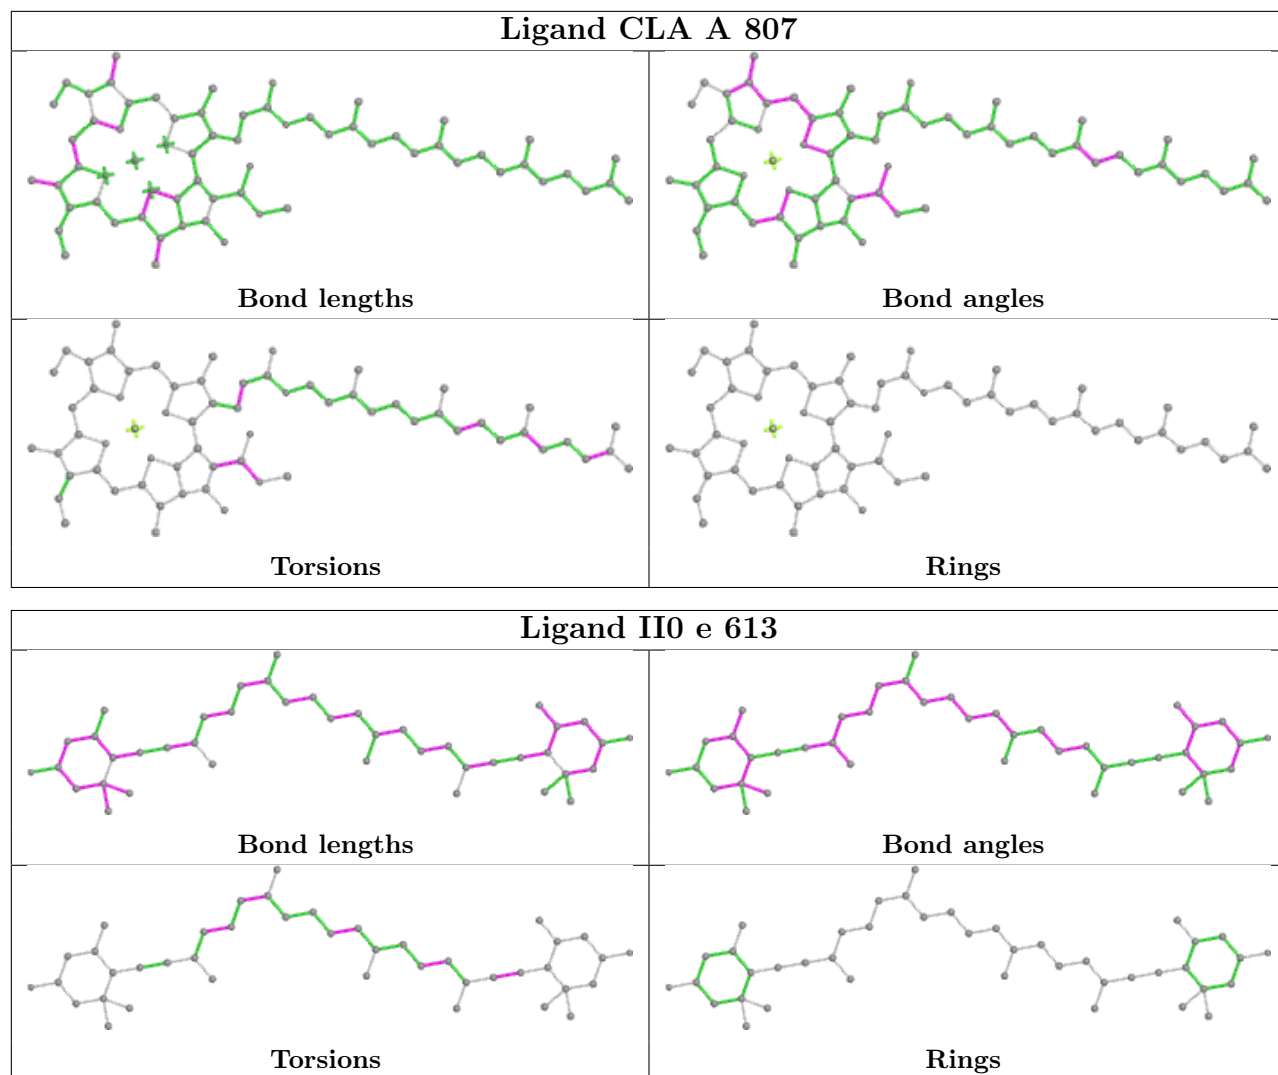 Ligand CLA A 807
Bond lengths
Bond angles
Torsions
Rings
Ligand II0 e 613
Bond lengths
Bond angles
Torsions
Rings